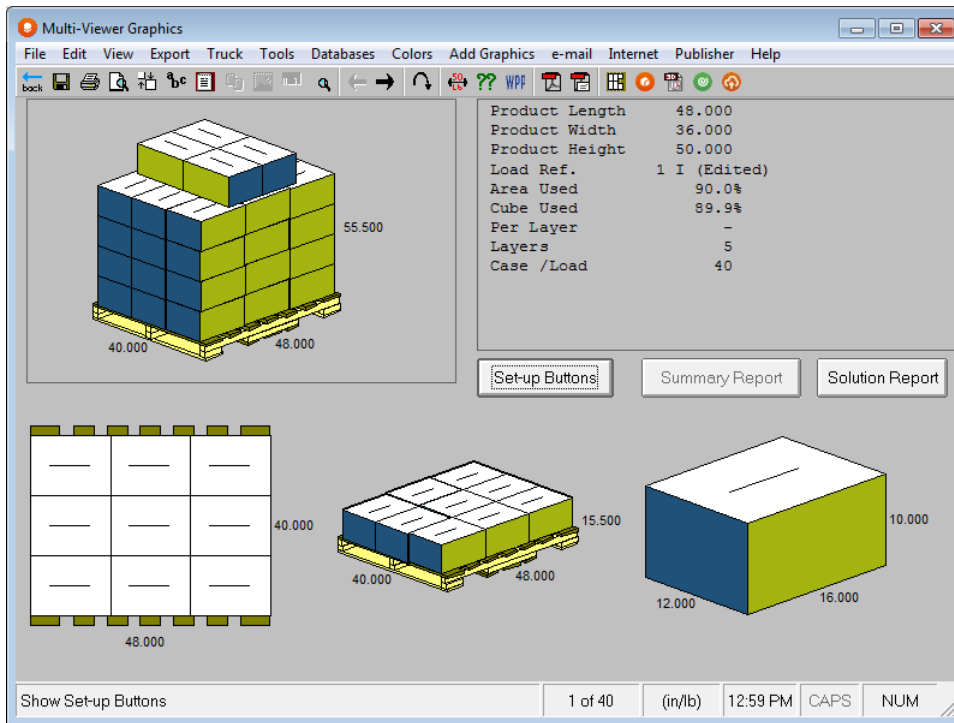 Multi-Viewer Graphics
File Edit View Export Truck Tools Databases Colors Add Graphics e-mail Internet Publisher Help
back abc 50 Lb ?? WPF
Product Length 48.000
Product Width 36.000
Product Height 50.000
Load Ref. 1 I (Edited)
Area Used 90.0%
Cube Used 89.9%
Per Layer -
Layers 5
Case /Load 40
55.500
40.000 48.000
Set-up Buttons Summary Report Solution Report
40.000
48.000
15.500
40.000 48.000
10.000
12.000 16.000
Show Set-up Buttons 1 of 40 (in/lb) 12:59 PM CAPS NUM